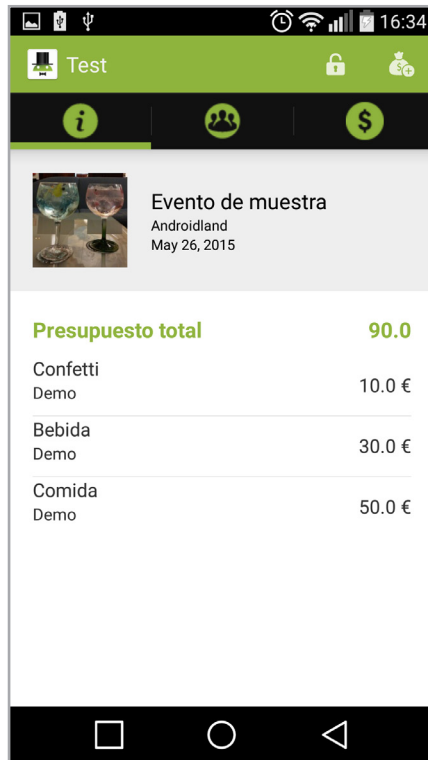 16:34
Test
Evento de muestra
Androidland
May 26, 2015
Presupuesto total 90.0
Confetti
Demo
10.0 €
Bebida
Demo
30.0 €
Comida
Demo
50.0 €